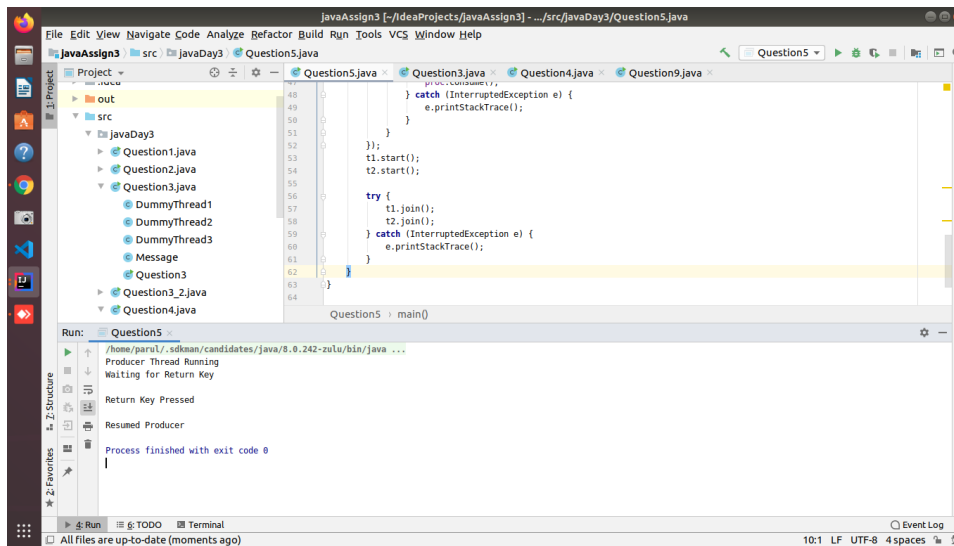 javaAssign3 [~/IdeaProjects/javaAssign3] - .../src/javaDay3/Question5.java
File Edit View Navigate Code Analyze Refactor Build Run Tools VCS Window Help
javaAssign3 src javaDay3 Question5.java Question5
1: Project
Project
Question5.java Question3.java Question4.java Question9.java
out
src
javaDay3
Question1.java
Question2.java
Question3.java
DummyThread1
DummyThread2
DummyThread3
Message
Question3
Question3_2.java
Question4.java
48 } catch (InterruptedException e) {
49 e.printStackTrace();
50 }
51 }
52 });
53 t1.start();
54 t2.start();
55
56 try {
57 t1.join();
58 t2.join();
59 } catch (InterruptedException e) {
60 e.printStackTrace();
61 }
62 }
63 }
64
Question5 › main()
Run: Question5
/home/parul/.sdkman/candidates/java/8.0.242-zulu/bin/java ...
Producer Thread Running
Waiting for Return Key
Return Key Pressed
Resumed Producer
Process finished with exit code 0
Z: Structure
2: Favorites
4: Run 6: TODO Terminal Event Log
All files are up-to-date (moments ago) 10:1 LF UTF-8 4 spaces